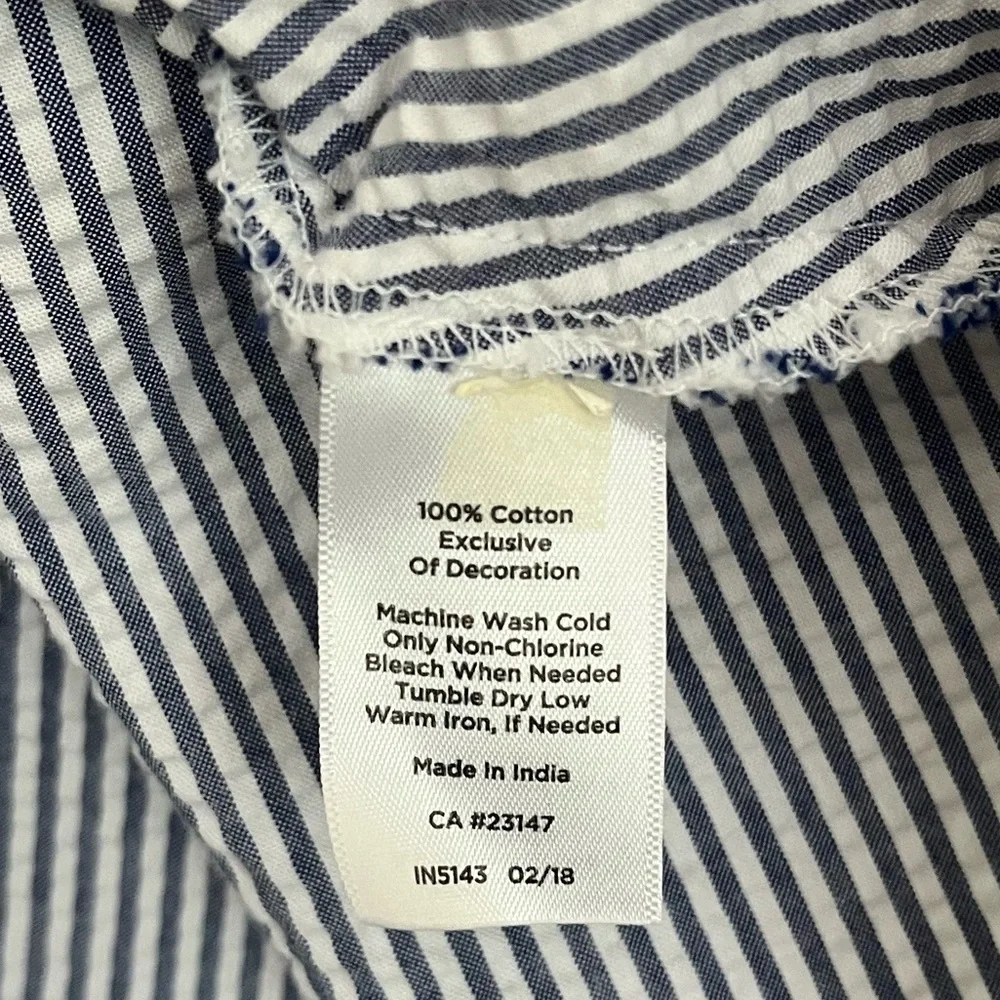 100% Cotton
Exclusive
Of Decoration
Machine Wash Cold
Only Non-Chlorine
Bleach When Needed
Tumble Dry Low
Warm Iron, If Needed
Made In India
CA #23147
IN5143 02/18